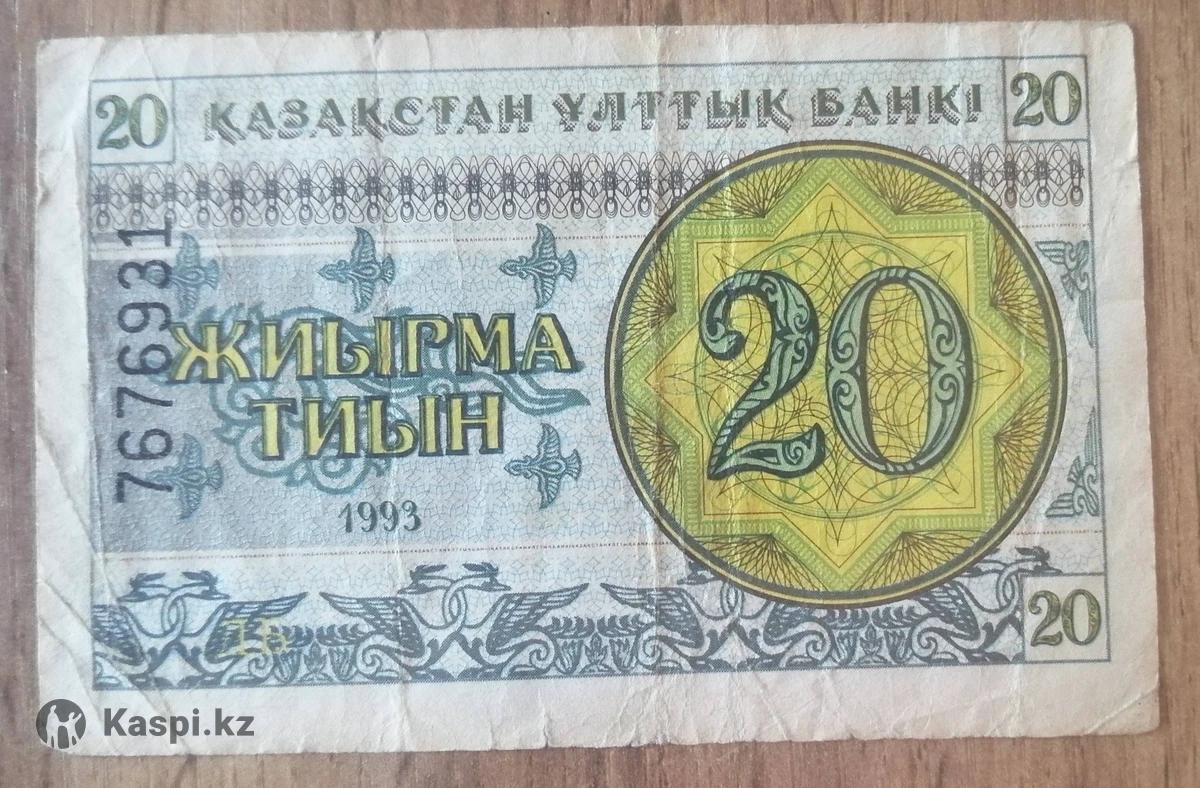 20 ҚАЗАҚСТАН ҰЛТТЫҚ БАНКІ 20
7676931
ЖИЫРМА
ТИЫН
20
1993
20
Kaspi.kz